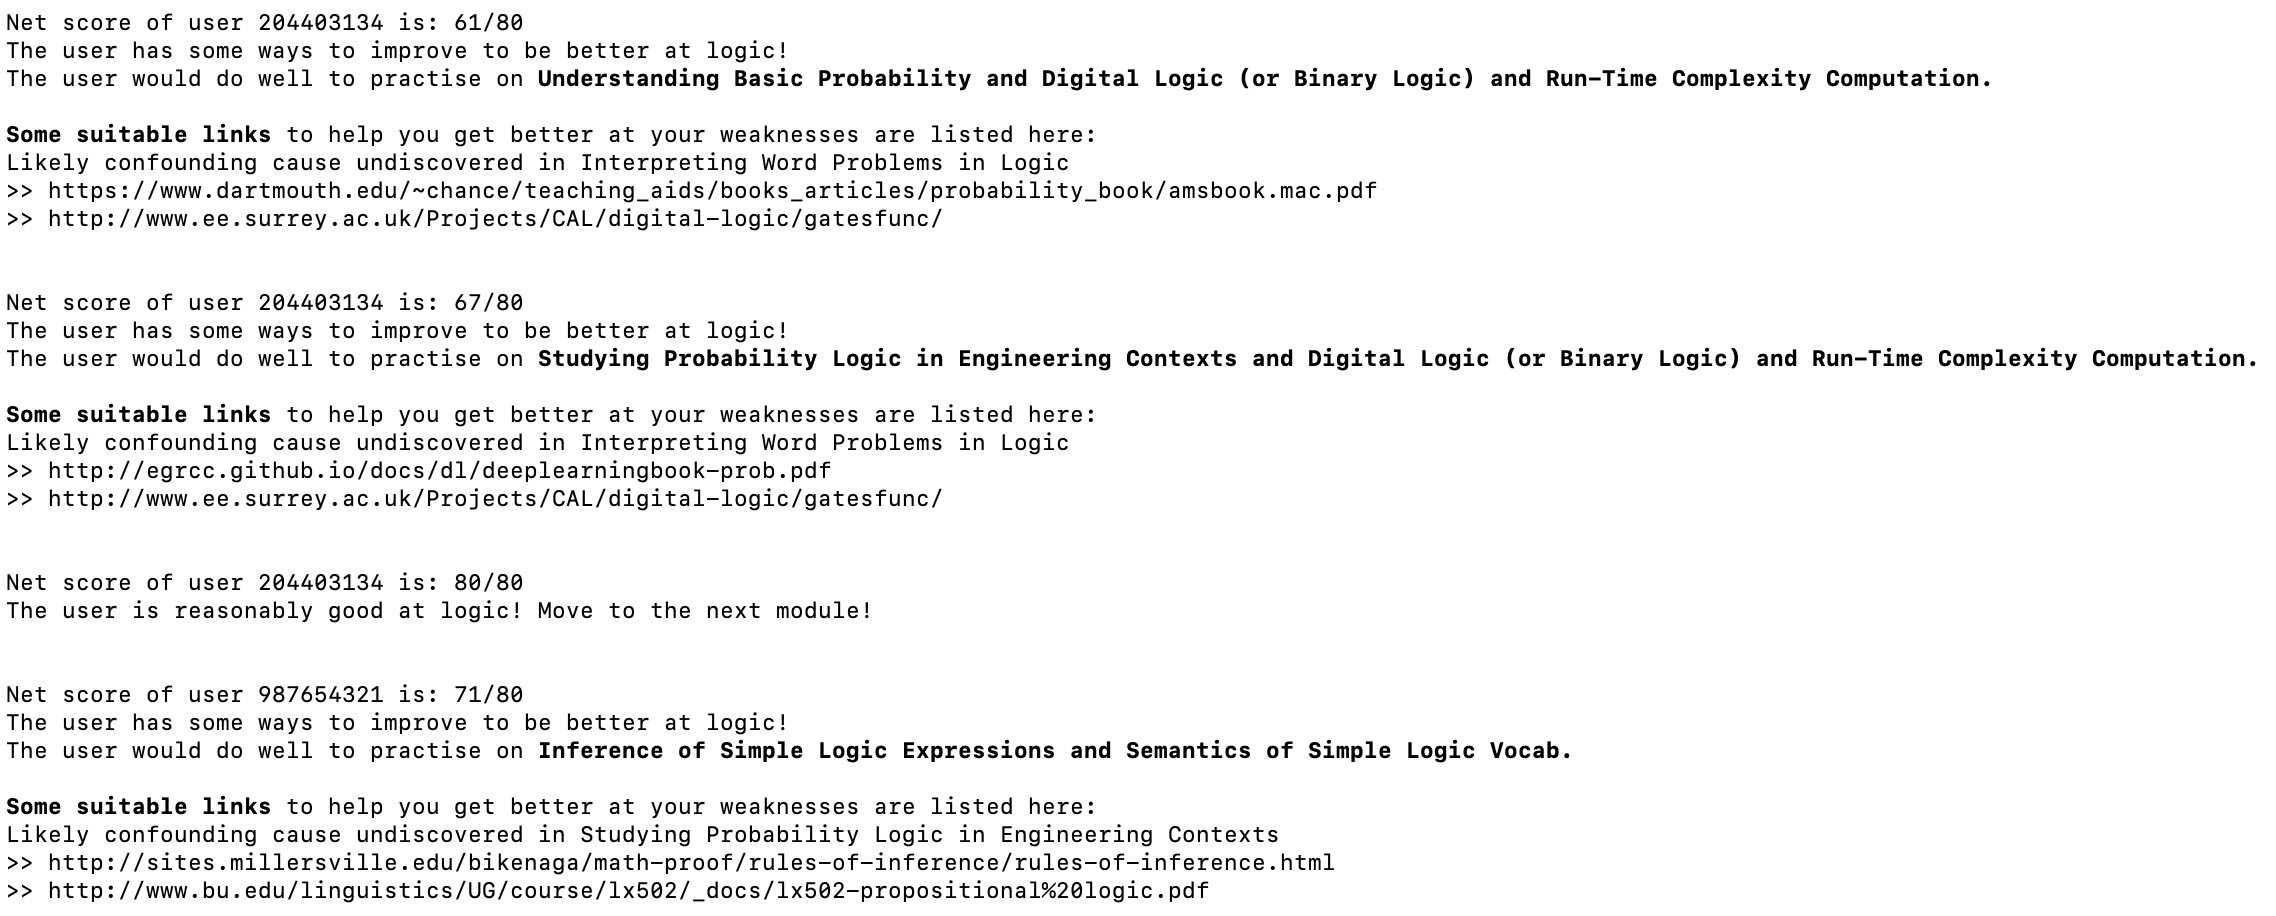 Net score of user 204403134 is: 61/80
The user has some ways to improve to be better at logic!
The user would do well to practise on Understanding Basic Probability and Digital Logic (or Binary Logic) and Run-Time Complexity Computation.
Some suitable links to help you get better at your weaknesses are listed here:
Likely confounding cause undiscovered in Interpreting Word Problems in Logic
>> https://www.dartmouth.edu/~chance/teaching_aids/books_articles/probability_book/amsbook.mac.pdf
>> http://www.ee.surrey.ac.uk/Projects/CAL/digital-logic/gatesfunc/
Net score of user 204403134 is: 67/80
The user has some ways to improve to be better at logic!
The user would do well to practise on Studying Probability Logic in Engineering Contexts and Digital Logic (or Binary Logic) and Run-Time Complexity Computation.
Some suitable links to help you get better at your weaknesses are listed here:
Likely confounding cause undiscovered in Interpreting Word Problems in Logic
>> http://egrcc.github.io/docs/dl/deeplearningbook-prob.pdf
>> http://www.ee.surrey.ac.uk/Projects/CAL/digital-logic/gatesfunc/
Net score of user 204403134 is: 80/80
The user is reasonably good at logic! Move to the next module!
Net score of user 987654321 is: 71/80
The user has some ways to improve to be better at logic!
The user would do well to practise on Inference of Simple Logic Expressions and Semantics of Simple Logic Vocab.
Some suitable links to help you get better at your weaknesses are listed here:
Likely confounding cause undiscovered in Studying Probability Logic in Engineering Contexts
>> http://sites.millersville.edu/bikenaga/math-proof/rules-of-inference/rules-of-inference.html
>> http://www.bu.edu/linguistics/UG/course/lx502/_docs/lx502-propositional%20logic.pdf